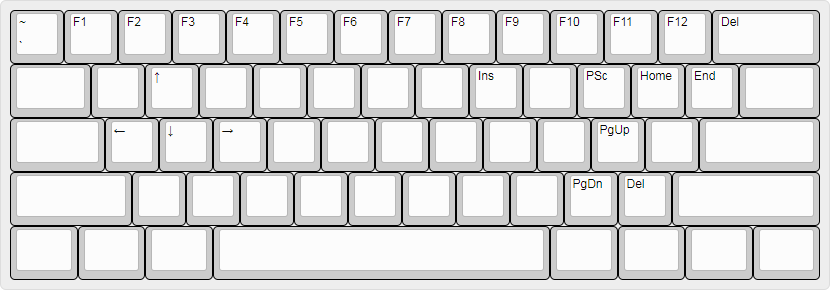 ~ F1 F2 F3 F4 F5 F6 F7 F8 F9 F10 F11 F12 Del
`
↑ Ins PSc Home End
← ↓ → PgUp
PgDn Del